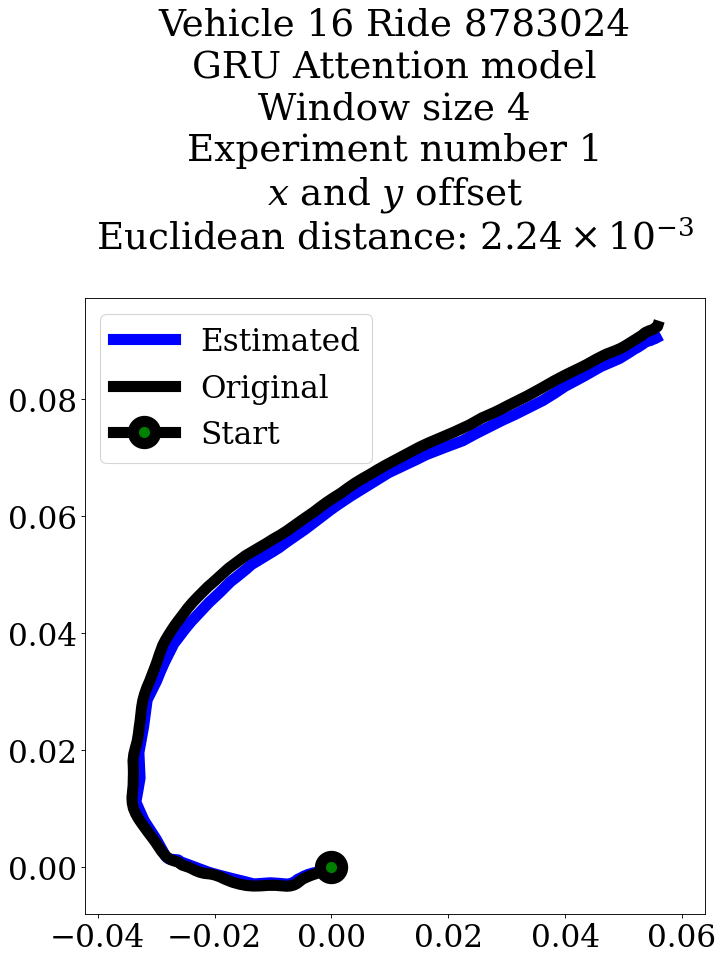 Vehicle 16 Ride 8783024
GRU Attention model
Window size 4
Experiment number 1
x and y offset
Euclidean distance: 2.24 × 10⁻³
Estimated
Original
Start
0.08
0.06
0.04
0.02
0.00
−0.04 −0.02 0.00 0.02 0.04 0.06